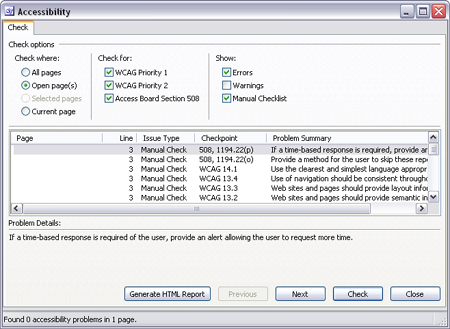 Accessibility
Check
Check options
Check where: Check for: Show:
All pages WCAG Priority 1 Errors
Open page(s) WCAG Priority 2 Warnings
Selected pages Access Board Section 508 Manual Checklist
Current page
Page Line Issue Type Checkpoint Problem Summary
3 Manual Check 508, 1194.22(p) If a time-based response is required, provide an
3 Manual Check 508, 1194.22(o) Provide a method for the user to skip these repe
3 Manual Check WCAG 14.1 Use the clearest and simplest language appropr
3 Manual Check WCAG 13.4 Use of navigation should be consistent througho
3 Manual Check WCAG 13.3 Web sites and pages should provide layout infor
3 Manual Check WCAG 13.2 Web sites and pages should provide semantic in
Problem Details:
If a time-based response is required of the user, provide an alert allowing the user to request more time.
Generate HTML Report Previous Next Check Close
Found 0 accessibility problems in 1 page.